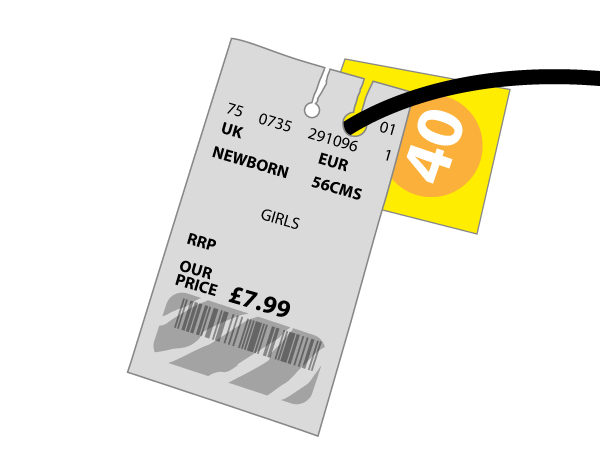 75 0735 291096 01
1
UK EUR
NEWBORN 56CMS
GIRLS
RRP
OUR
PRICE £7.99
40